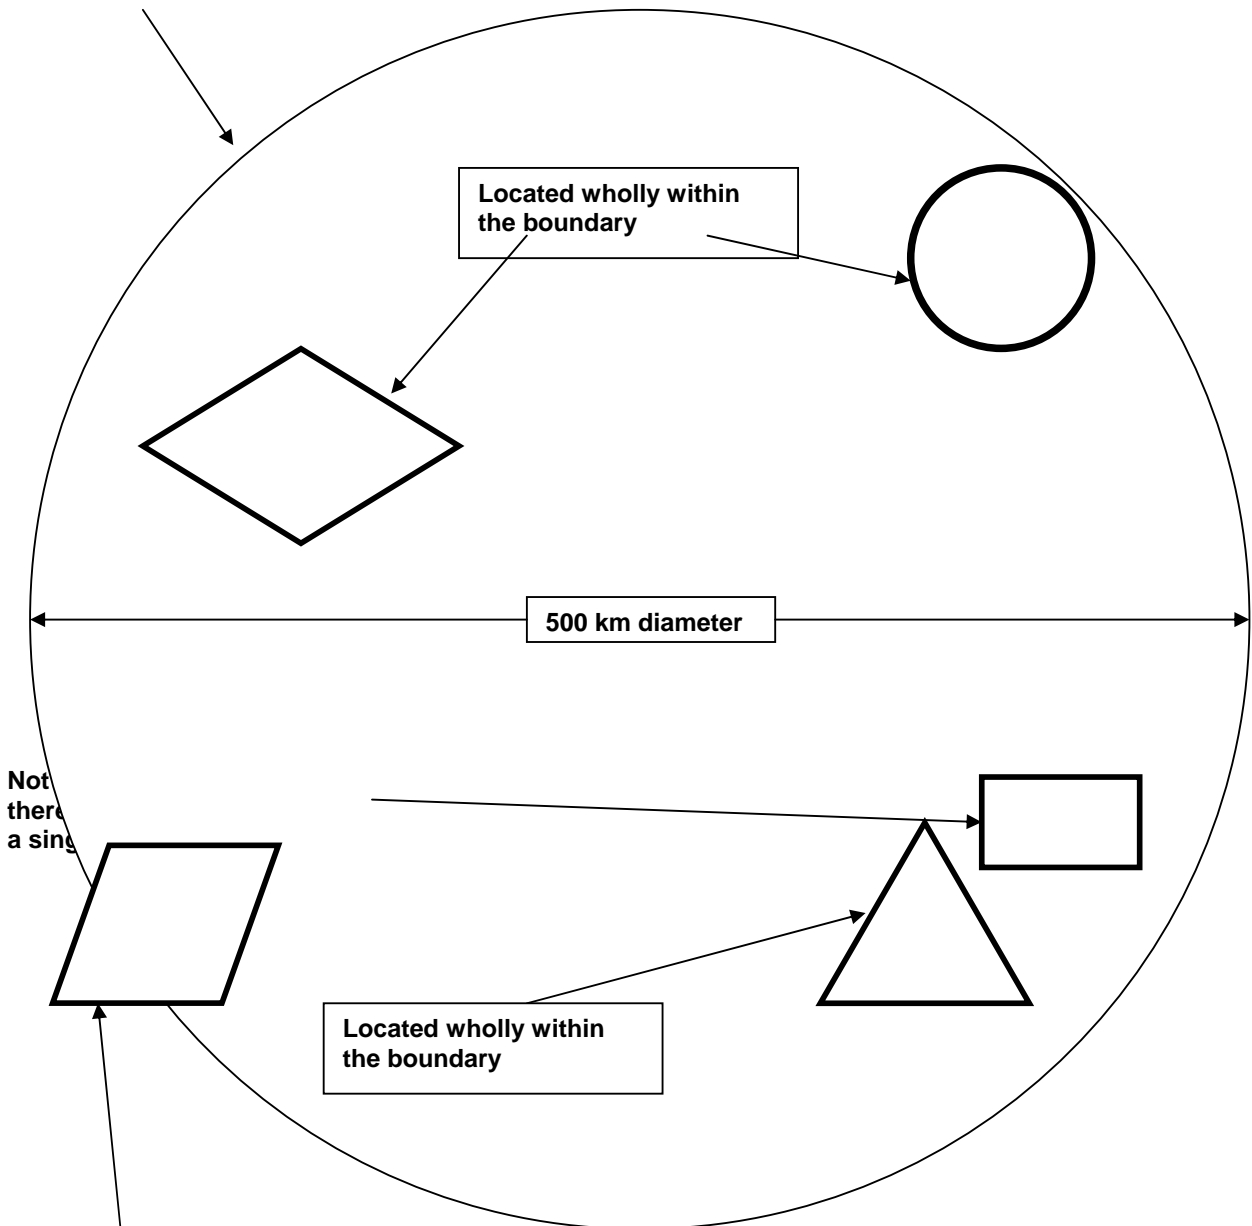 Located wholly within
the boundary
500 km diameter
Not
there
a sing
Located wholly within
the boundary